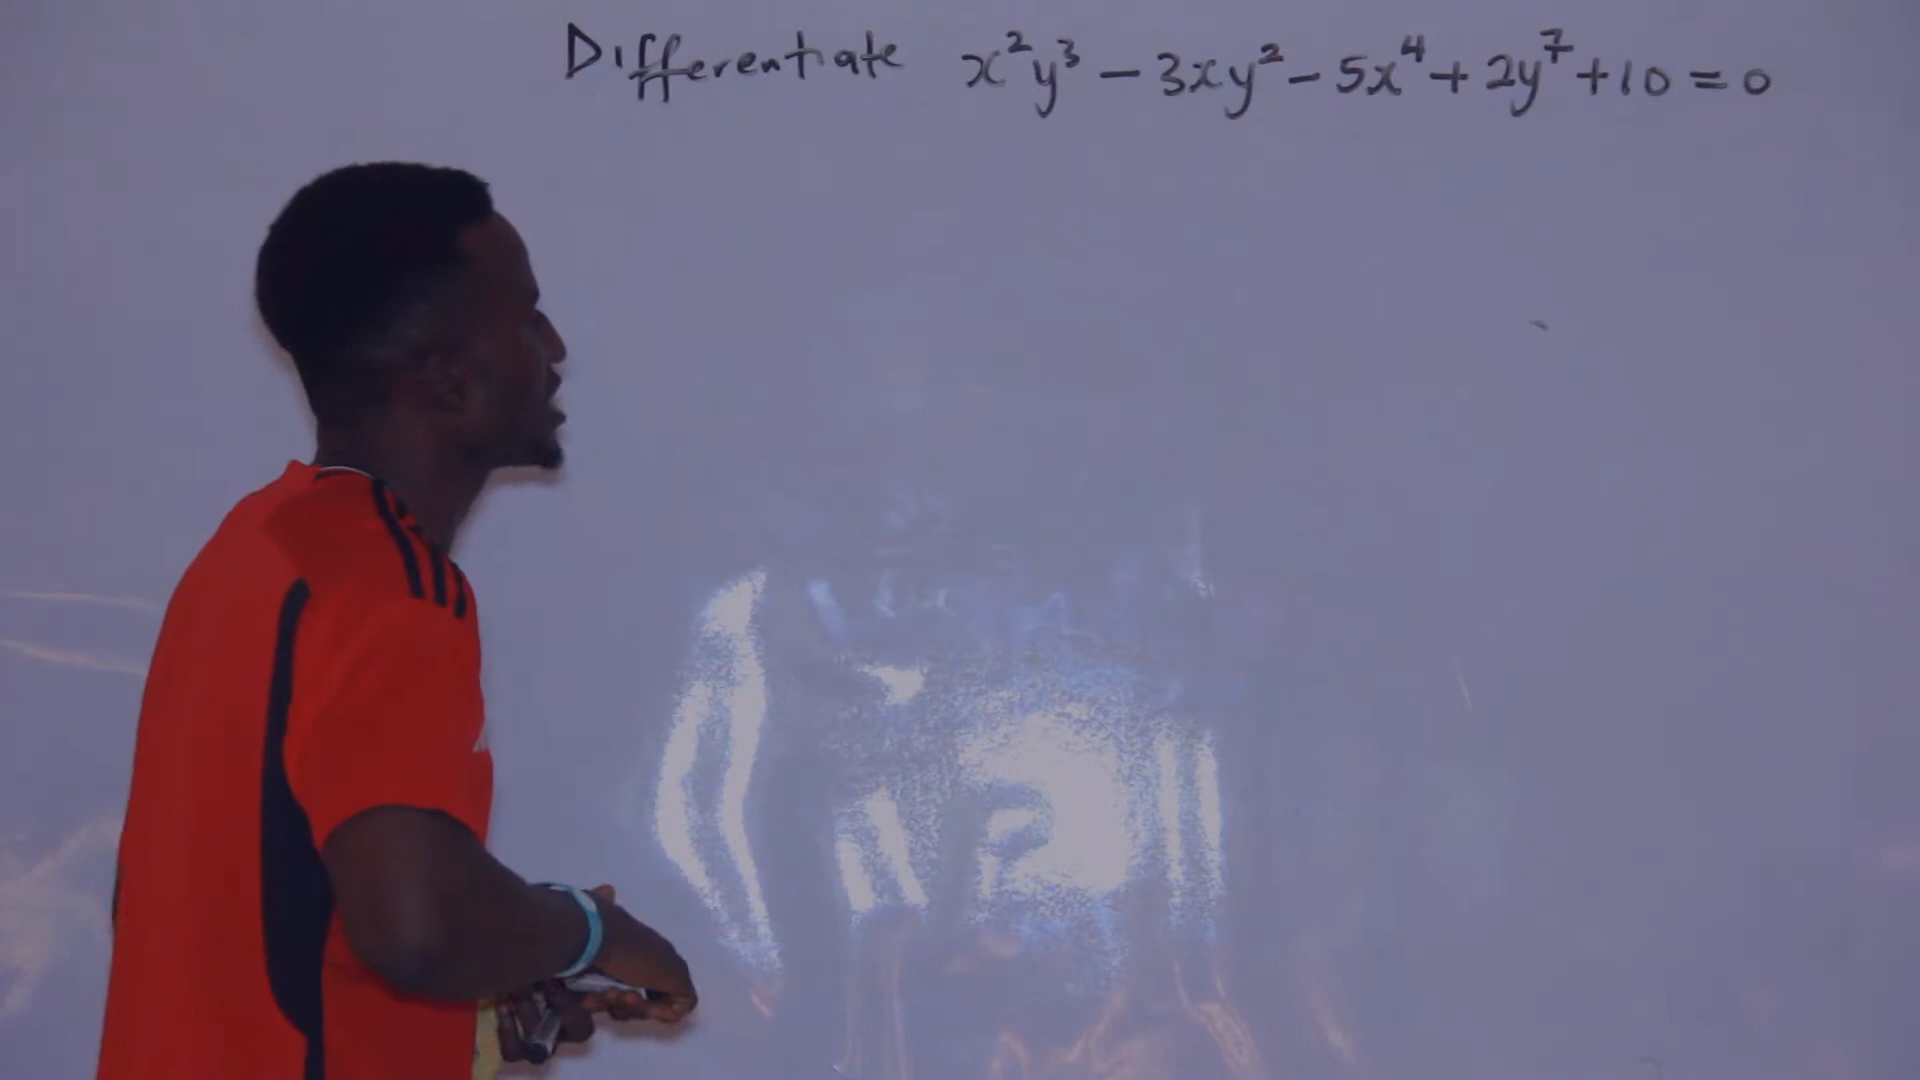 Differentiate x²y³ - 3xy² - 5x⁴ + 2y⁷ + 10 = 0